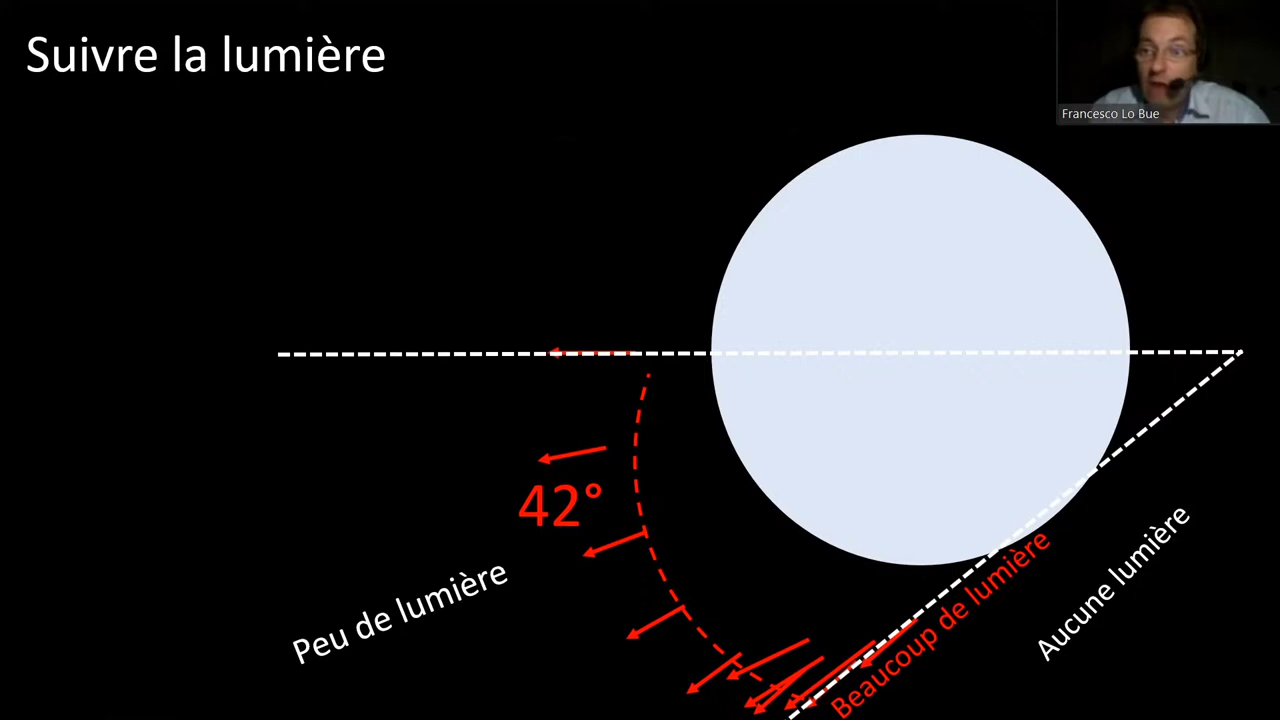 Suivre la lumière
Francesco Lo Bue
42°
Peu de lumière
Beaucoup de lumière
Aucune lumière